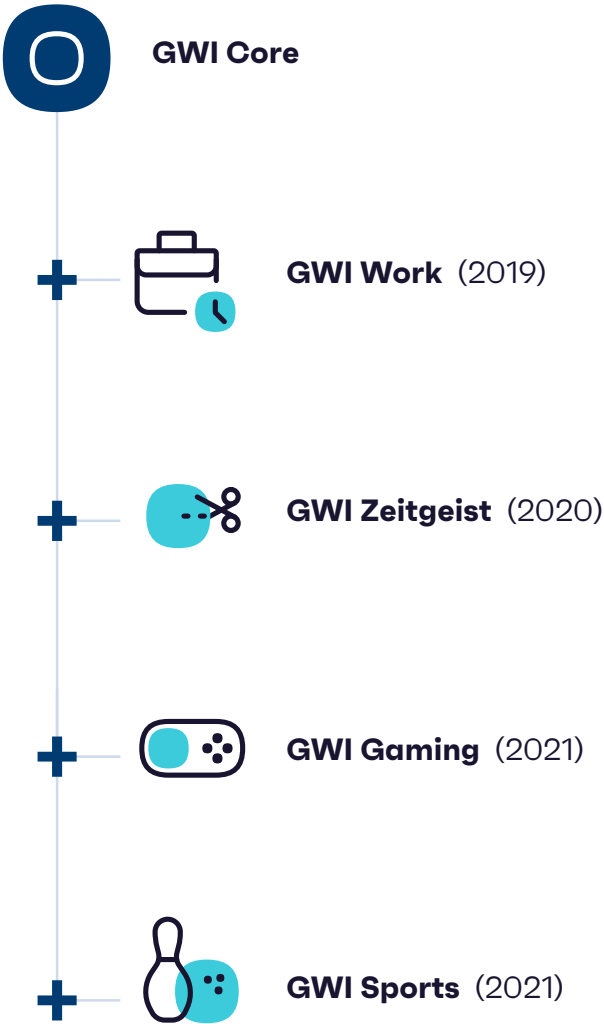 GWI Core
GWI Work (2019)
GWI Zeitgeist (2020)
GWI Gaming (2021)
GWI Sports (2021)